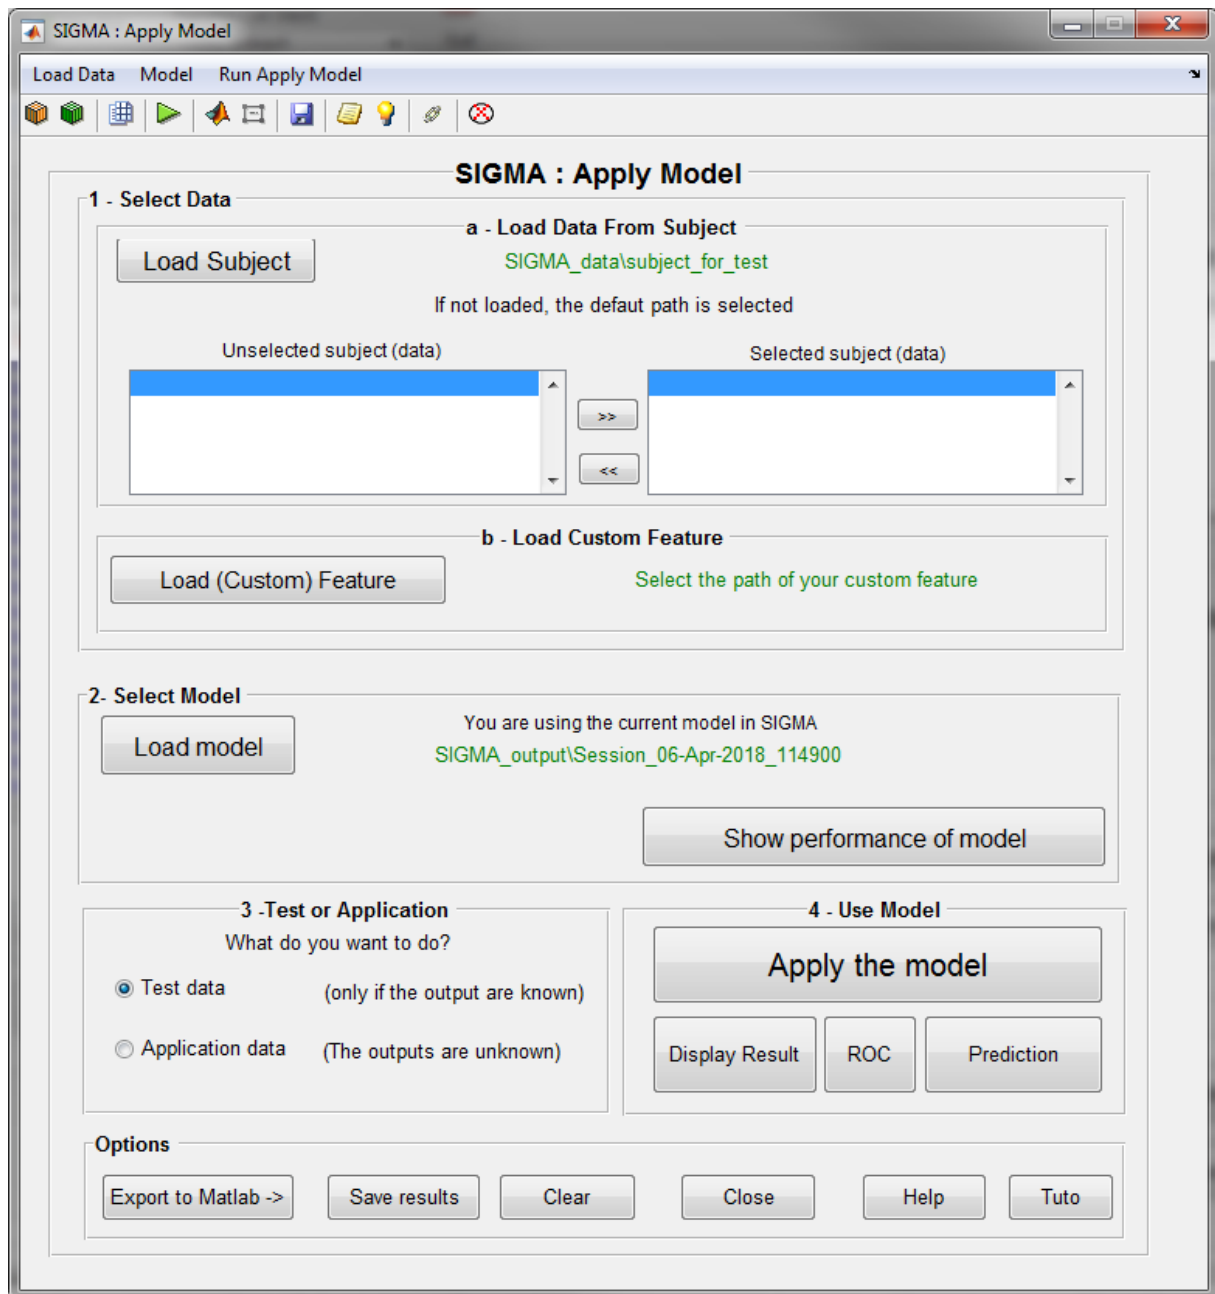 SIGMA : Apply Model
Load Data Model Run Apply Model
SIGMA : Apply Model
1 - Select Data
a - Load Data From Subject
Load Subject
SIGMA_data\subject_for_test
If not loaded, the defaut path is selected
Unselected subject (data)
Selected subject (data)
>>
<<
b - Load Custom Feature
Load (Custom) Feature
Select the path of your custom feature
2- Select Model
Load model
You are using the current model in SIGMA
SIGMA_output\Session_06-Apr-2018_114900
Show performance of model
3 -Test or Application
What do you want to do?
Test data (only if the output are known)
Application data (The outputs are unknown)
4 - Use Model
Apply the model
Display Result ROC Prediction
Options
Export to Matlab -> Save results Clear Close Help Tuto